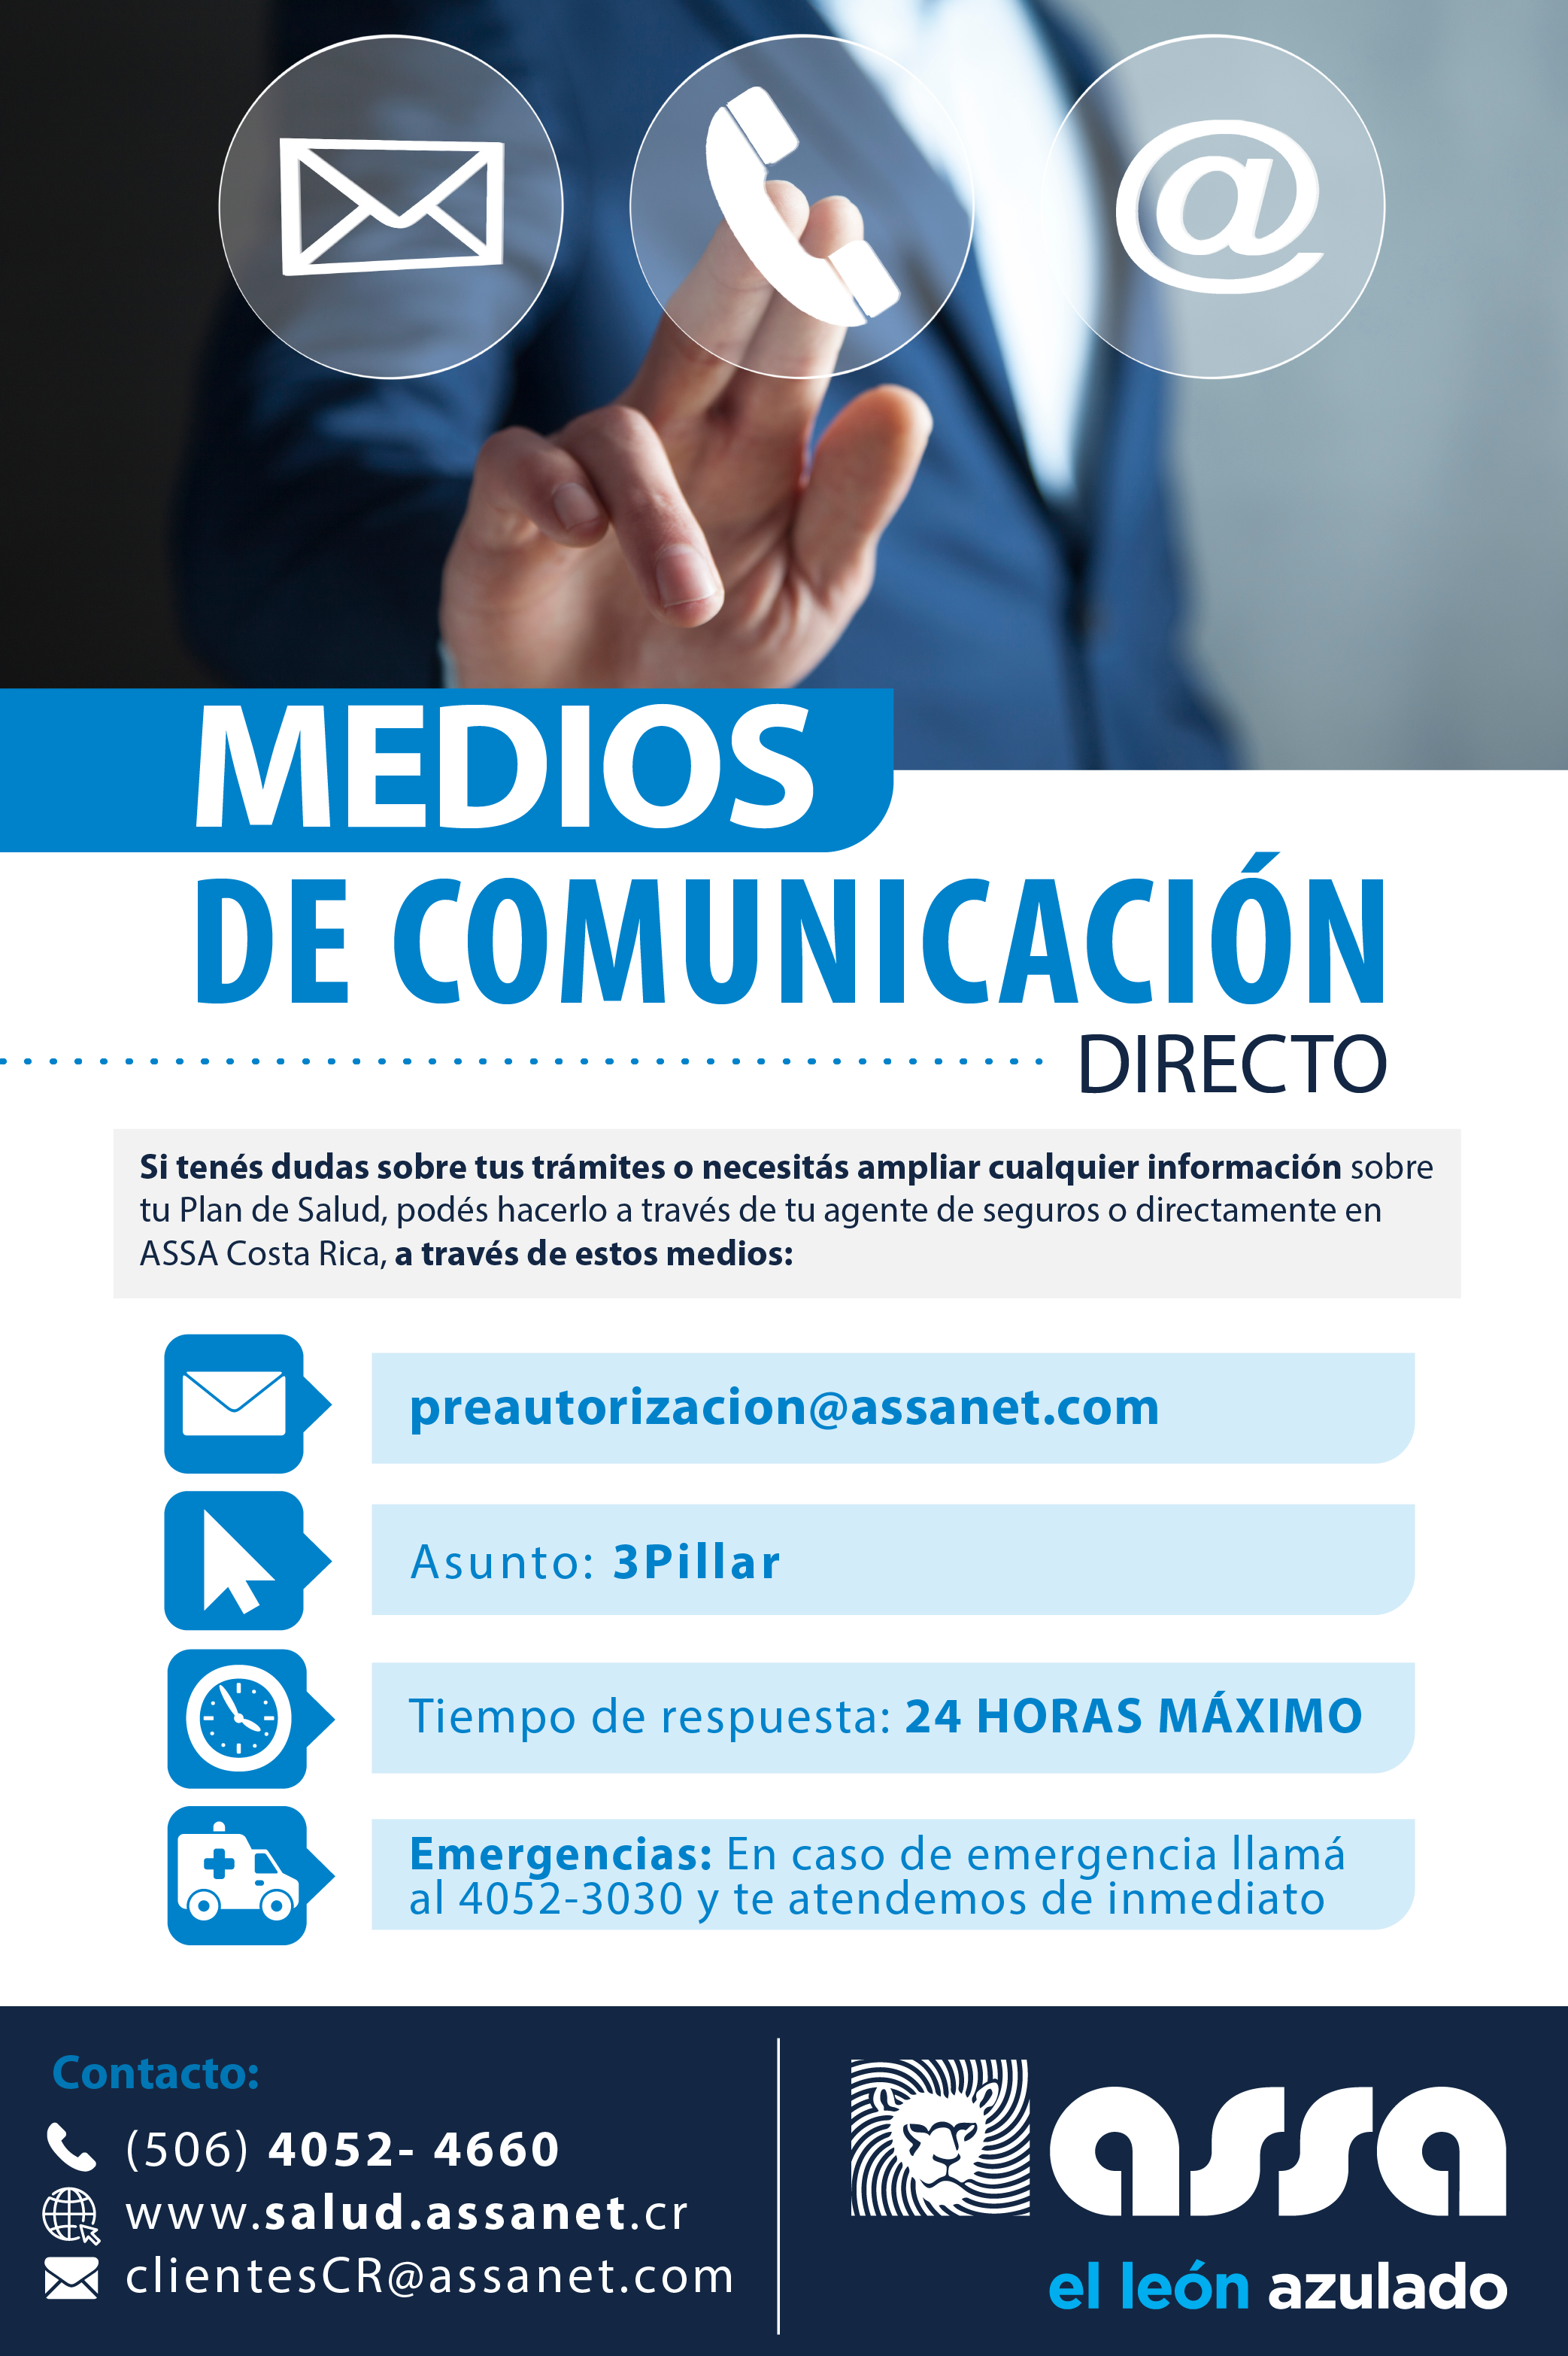 MEDIOS
DE COMUNICACIÓN
DIRECTO
Si tenés dudas sobre tus trámites o necesitás ampliar cualquier información sobre
tu Plan de Salud, podés hacerlo a través de tu agente de seguros o directamente en
ASSA Costa Rica, a través de estos medios:
preautorizacion@assanet.com
Asunto: 3Pillar
Tiempo de respuesta: 24 HORAS MÁXIMO
Emergencias: En caso de emergencia llamá
al 4052-3030 y te atendemos de inmediato
Contacto:
(506) 4052- 4660
www.salud.assanet.cr
clientesCR@assanet.com
assa
el león azulado